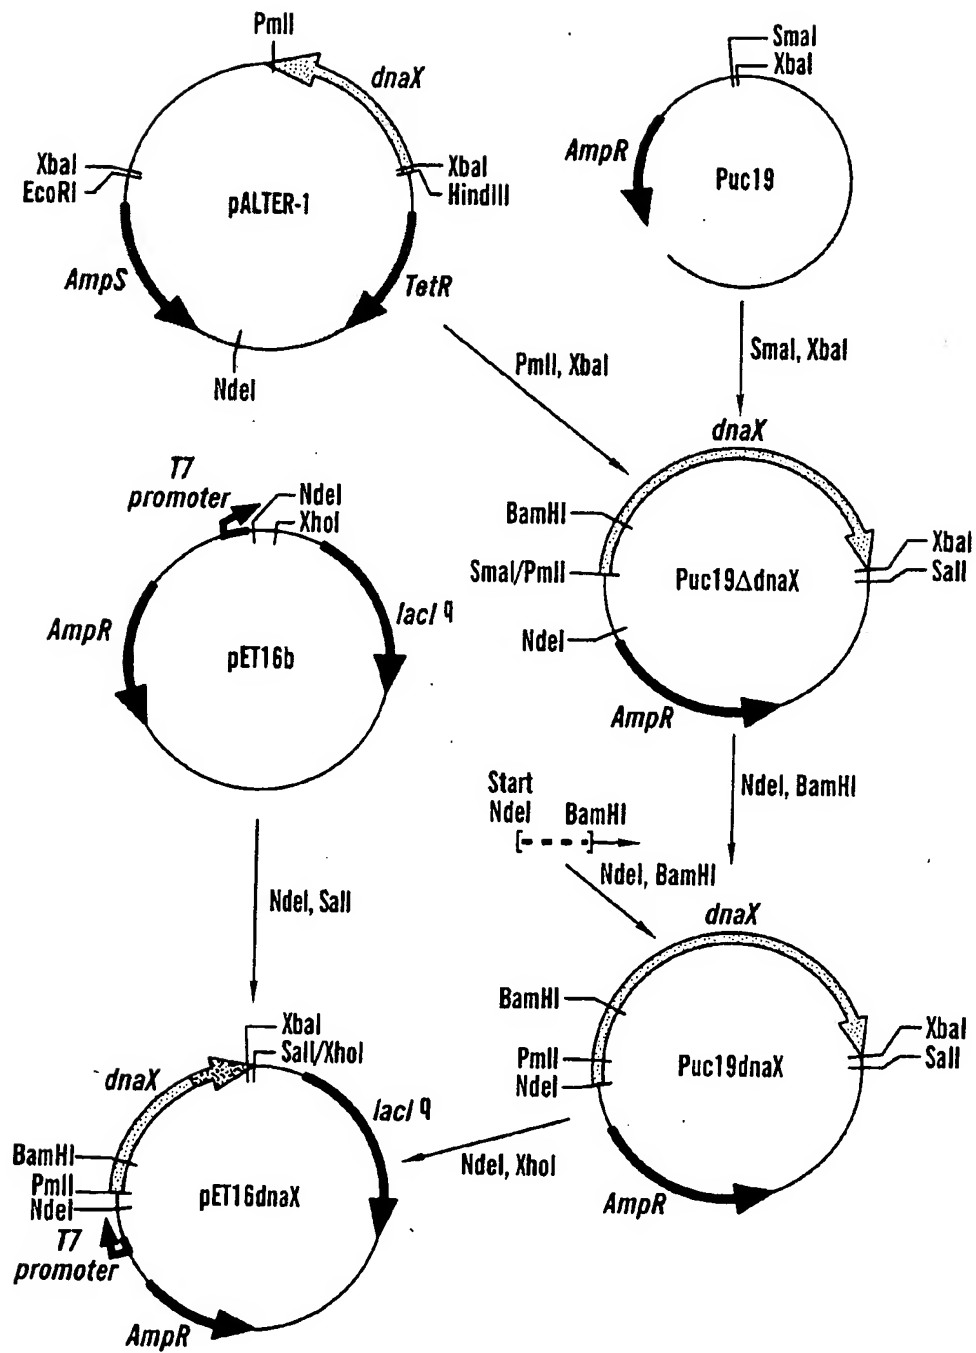 PmlI
dnaX
XbaI
EcoRI
XbaI
HindIII
pALTER-1
AmpS
TetR
NdeI
SmaI
XbaI
AmpR
Puc19
PmlI, XbaI
SmaI, XbaI
T7
promoter
NdeI
XhoI
lacI q
AmpR
pET16b
dnaX
BamHI
SmaI/PmlI
XbaI
SalI
Puc19ΔdnaX
NdeI
AmpR
NdeI, BamHI
Start
NdeI BamHI
NdeI, BamHI
NdeI, SalI
dnaX
BamHI
PmlI
NdeI
XbaI
SalI
Puc19dnaX
AmpR
NdeI, XhoI
XbaI
SalI/XhoI
dnaX
lacI q
BamHI
PmlI
NdeI
pET16dnaX
T7
promoter
AmpR